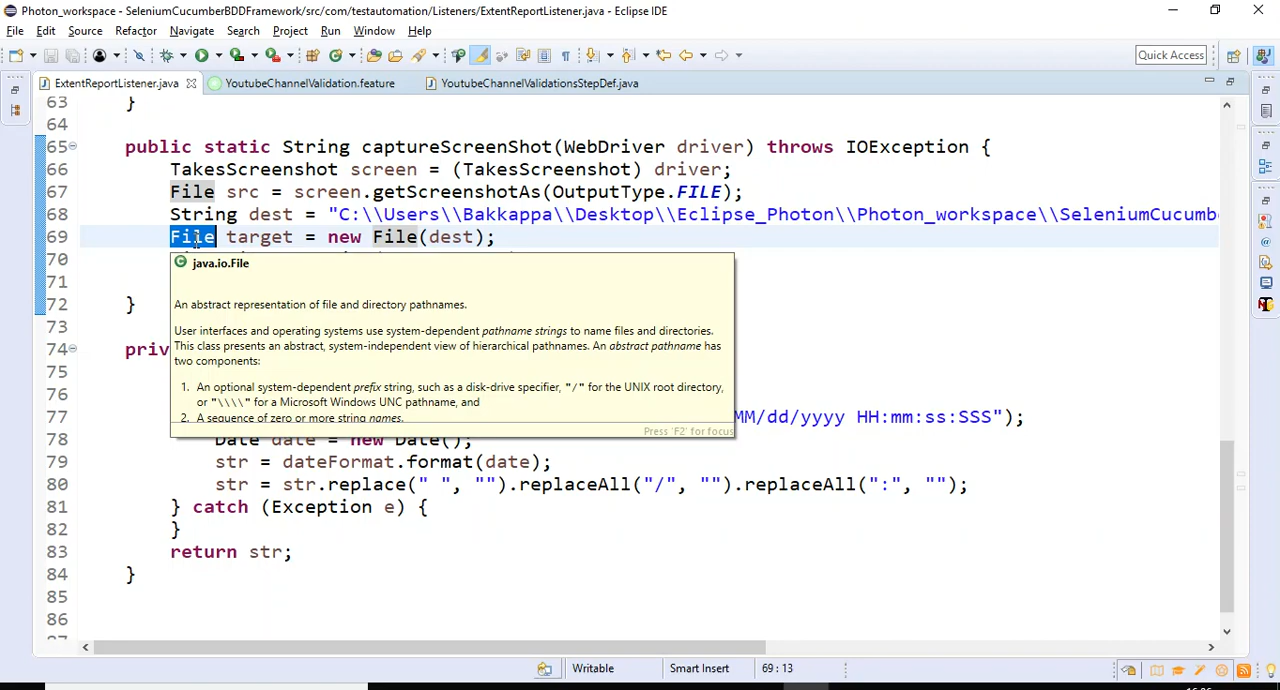 Photon_workspace - SeleniumCucumberBDDFramework/src/com/testautomation/Listeners/ExtentReportListener.java - Eclipse IDE
File Edit Source Refactor Navigate Search Project Run Window Help
Quick Access
ExtentReportListener.java YoutubeChannelValidation.feature YoutubeChannelValidationsStepDef.java
63 }
64
65 public static String captureScreenShot(WebDriver driver) throws IOException {
66 TakesScreenshot screen = (TakesScreenshot) driver;
67 File src = screen.getScreenshotAs(OutputType.FILE);
68 String dest = "C:\\Users\\Bakkappa\\Desktop\\Eclipse_Photon\\Photon_workspace\\SeleniumCucumbe
69 File target = new File(dest);
70
java.io.File
71
An abstract representation of file and directory pathnames.
72 }
73
User interfaces and operating systems use system-dependent pathname strings to name files and directories.
This class presents an abstract, system-independent view of hierarchical pathnames. An abstract pathname has
two components:
74 priv
75
1. An optional system-dependent prefix string, such as a disk-drive specifier, "/" for the UNIX root directory,
or "\\\\" for a Microsoft Windows UNC pathname, and
2. A sequence of zero or more string names.
76
77 MM/dd/yyyy HH:mm:ss:SSS");
Press 'F2' for focus
78 Date date = new Date();
79 str = dateFormat.format(date);
80 str = str.replace(" ", "").replaceAll("/", "").replaceAll(":", "");
81 } catch (Exception e) {
82 }
83 return str;
84 }
85
86
Writable Smart Insert 69 : 13